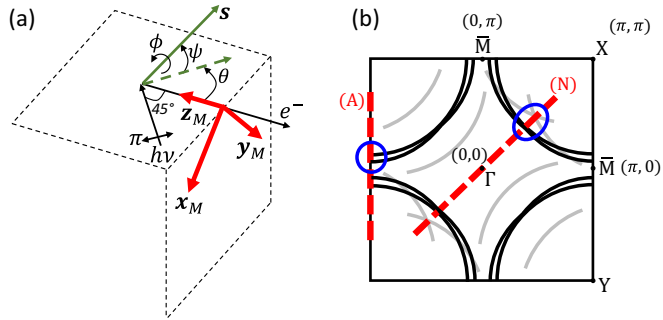 (a)
s
ϕ
ψ
θ
45°
z_M
e⁻
π
hν
y_M
x_M
(b)
(0, π)
M̅
(π, π)
X
(A)
(N)
(0,0)
Γ
M̅ (π, 0)
Y